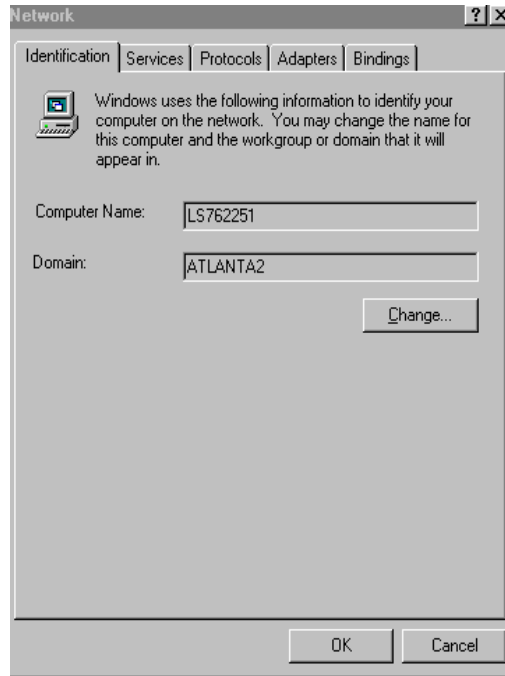 Network
Identification Services Protocols Adapters Bindings
Windows uses the following information to identify your
computer on the network. You may change the name for
this computer and the workgroup or domain that it will
appear in.
Computer Name: LS762251
Domain: ATLANTA2
Change...
OK Cancel